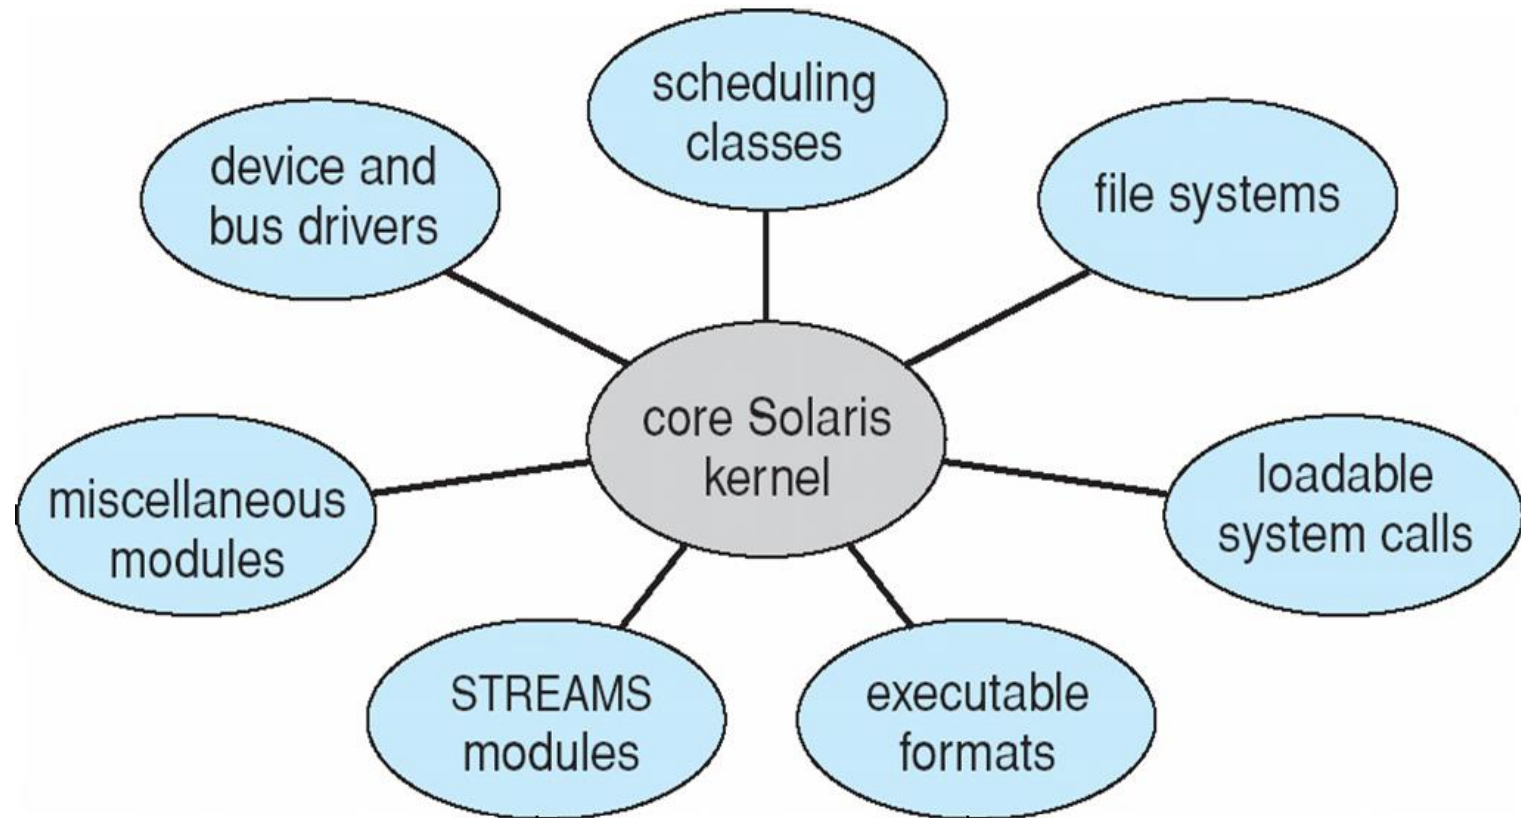 scheduling
classes
device and
bus drivers
file systems
core Solaris
kernel
loadable
system calls
miscellaneous
modules
STREAMS
modules
executable
formats